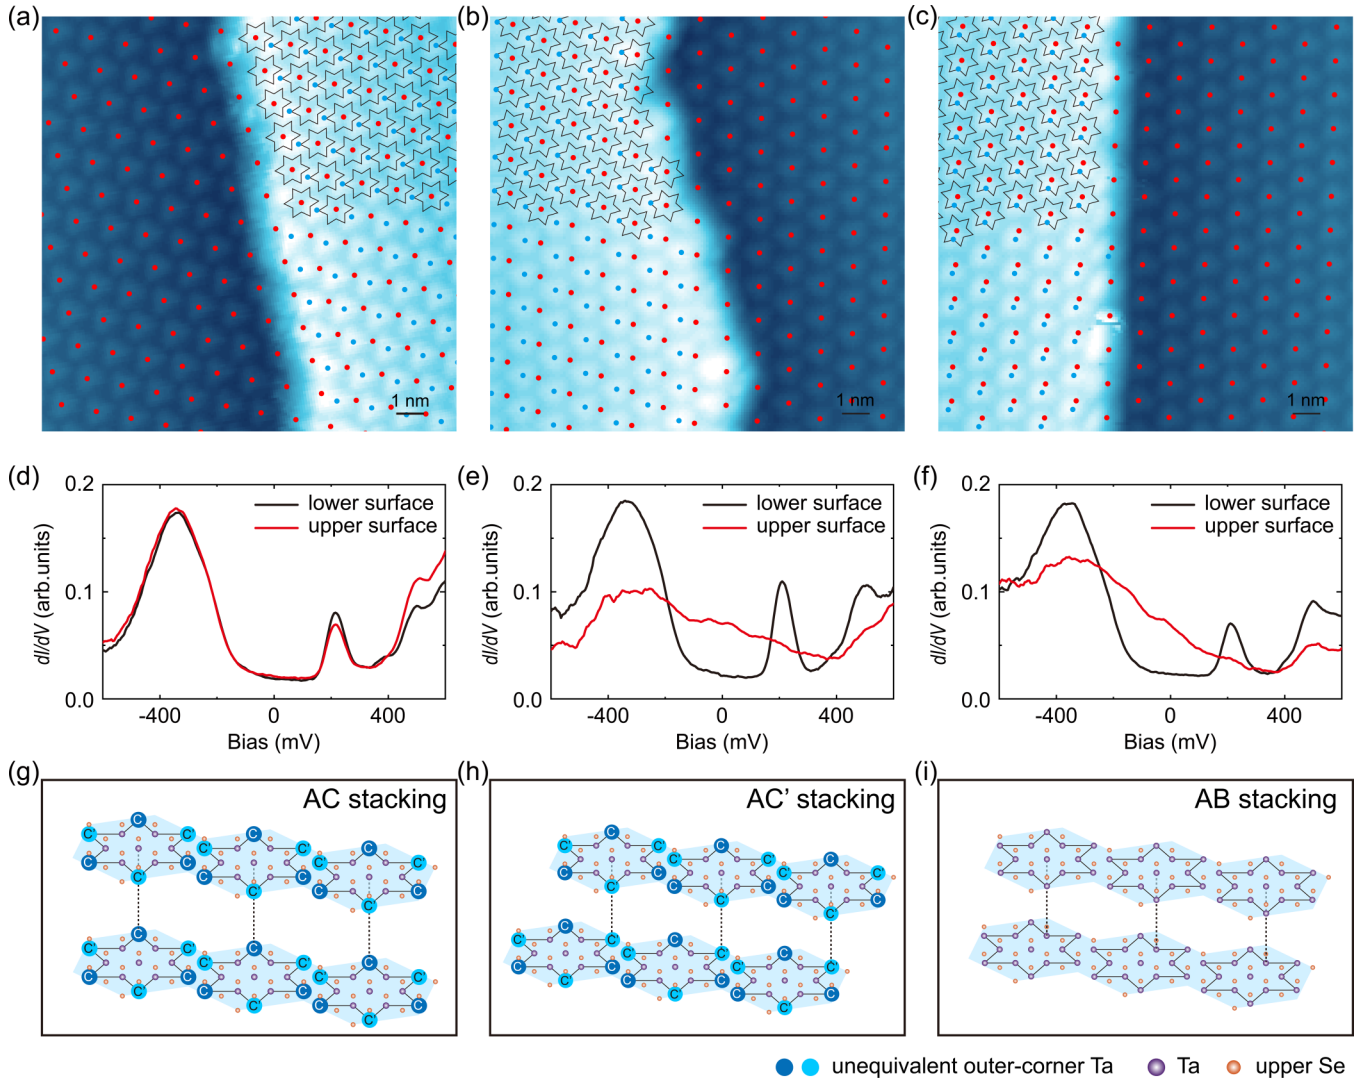 (a) (b) (c)
1 nm 1 nm 1 nm
(d) (e) (f)
0.2 0.2 0.2
lower surface lower surface lower surface
upper surface upper surface upper surface
dI/dV (arb.units) dI/dV (arb.units) dI/dV (arb.units)
0.1 0.1 0.1
0.0 0.0 0.0
-400 0 400 -400 0 400 -400 0 400
Bias (mV) Bias (mV) Bias (mV)
(g) (h) (i)
AC stacking AC' stacking AB stacking
C C' C' C C C'
C' C C' C' C C C'
C C C' C C C
C' C' C'
C C C
C' C' C' C' C C'
C C C C C C
C' C' C'
C C' C C' C C'
C' C C C' C' C C
C C' C C C' C
C' C' C' C
C C' C C' C C'
C C' C C' C C
C' C' C'
unequivalent outer-corner Ta Ta upper Se